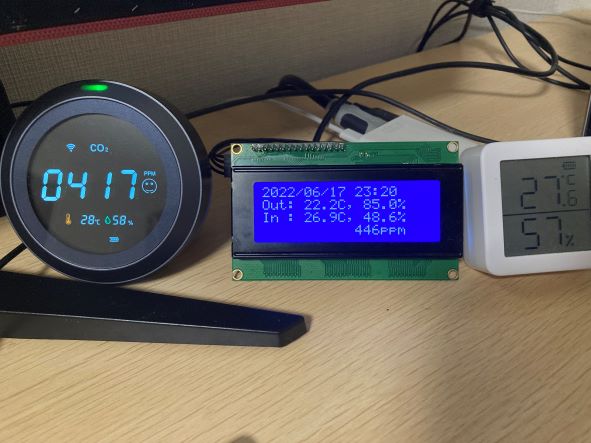 CO₂
0417 PPM
28℃ 58%
2022/06/17 23:20
Out: 22.2C, 85.0%
In : 26.9C, 48.6%
446PPM
27.6℃
57%